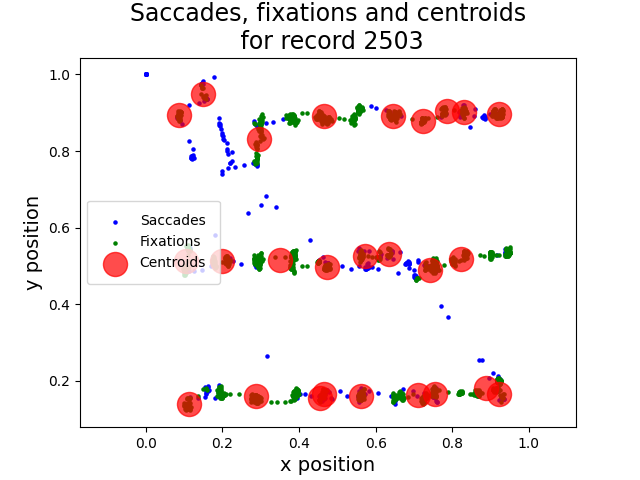 Saccades, fixations and centroids
for record 2503
1.0
0.8
0.6
0.4
0.2
y position
Saccades
Fixations
Centroids
0.0
0.2
0.4
0.6
0.8
1.0
x position